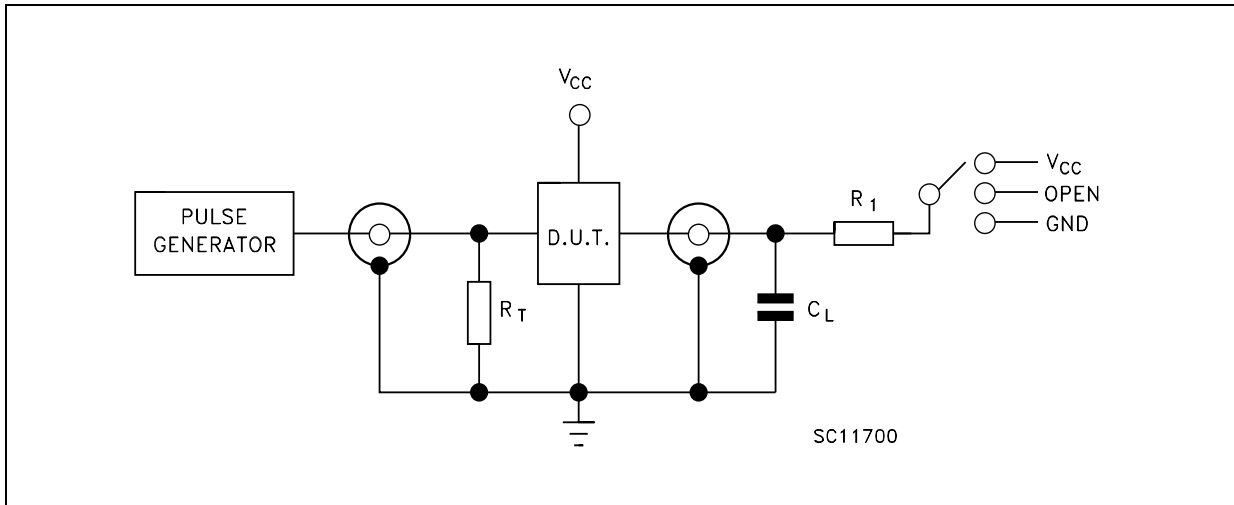 VCC
PULSE
GENERATOR
D.U.T.
RT
CL
R1
VCC
OPEN
GND
SC11700